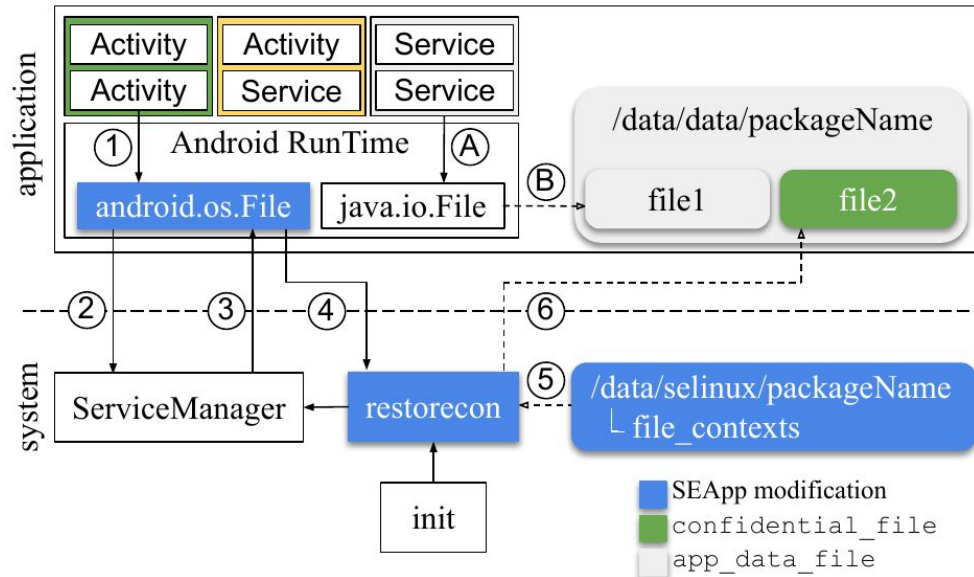 application
Activity
Activity
Activity
Service
Service
Service
Android RunTime
1
A
android.os.File
java.io.File
B
/data/data/packageName
file1
file2
2
3
4
6
system
ServiceManager
restorecon
5
/data/selinux/packageName
file_contexts
init
SEApp modification
confidential_file
app_data_file